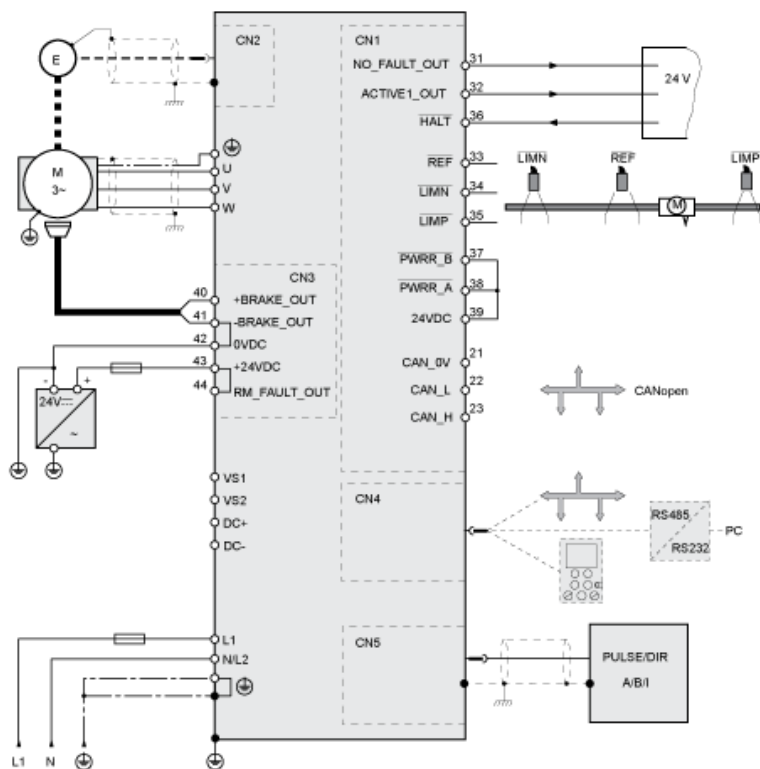 CN2
CN1
31
NO_FAULT_OUT
E
32
24 V
ACTIVE1_OUT
36
HALT
33
REF
LIMN
REF
LIMP
M
3~
U
34
LIMN
V
35
LIMP
M
W
37
PWRR_B
CN3
38
PWRR_A
40
+BRAKE_OUT
39
24VDC
41
-BRAKE_OUT
42
0VDC
21
CAN_0V
43
+24VDC
22
CAN_L
CANopen
- +
44
RM_FAULT_OUT
23
CAN_H
24V
~
VS1
CN4
VS2
RS485
DC+
PC
DC-
RS232
L1
CN5
N/L2
PULSE/DIR
A/B/I
L1
N